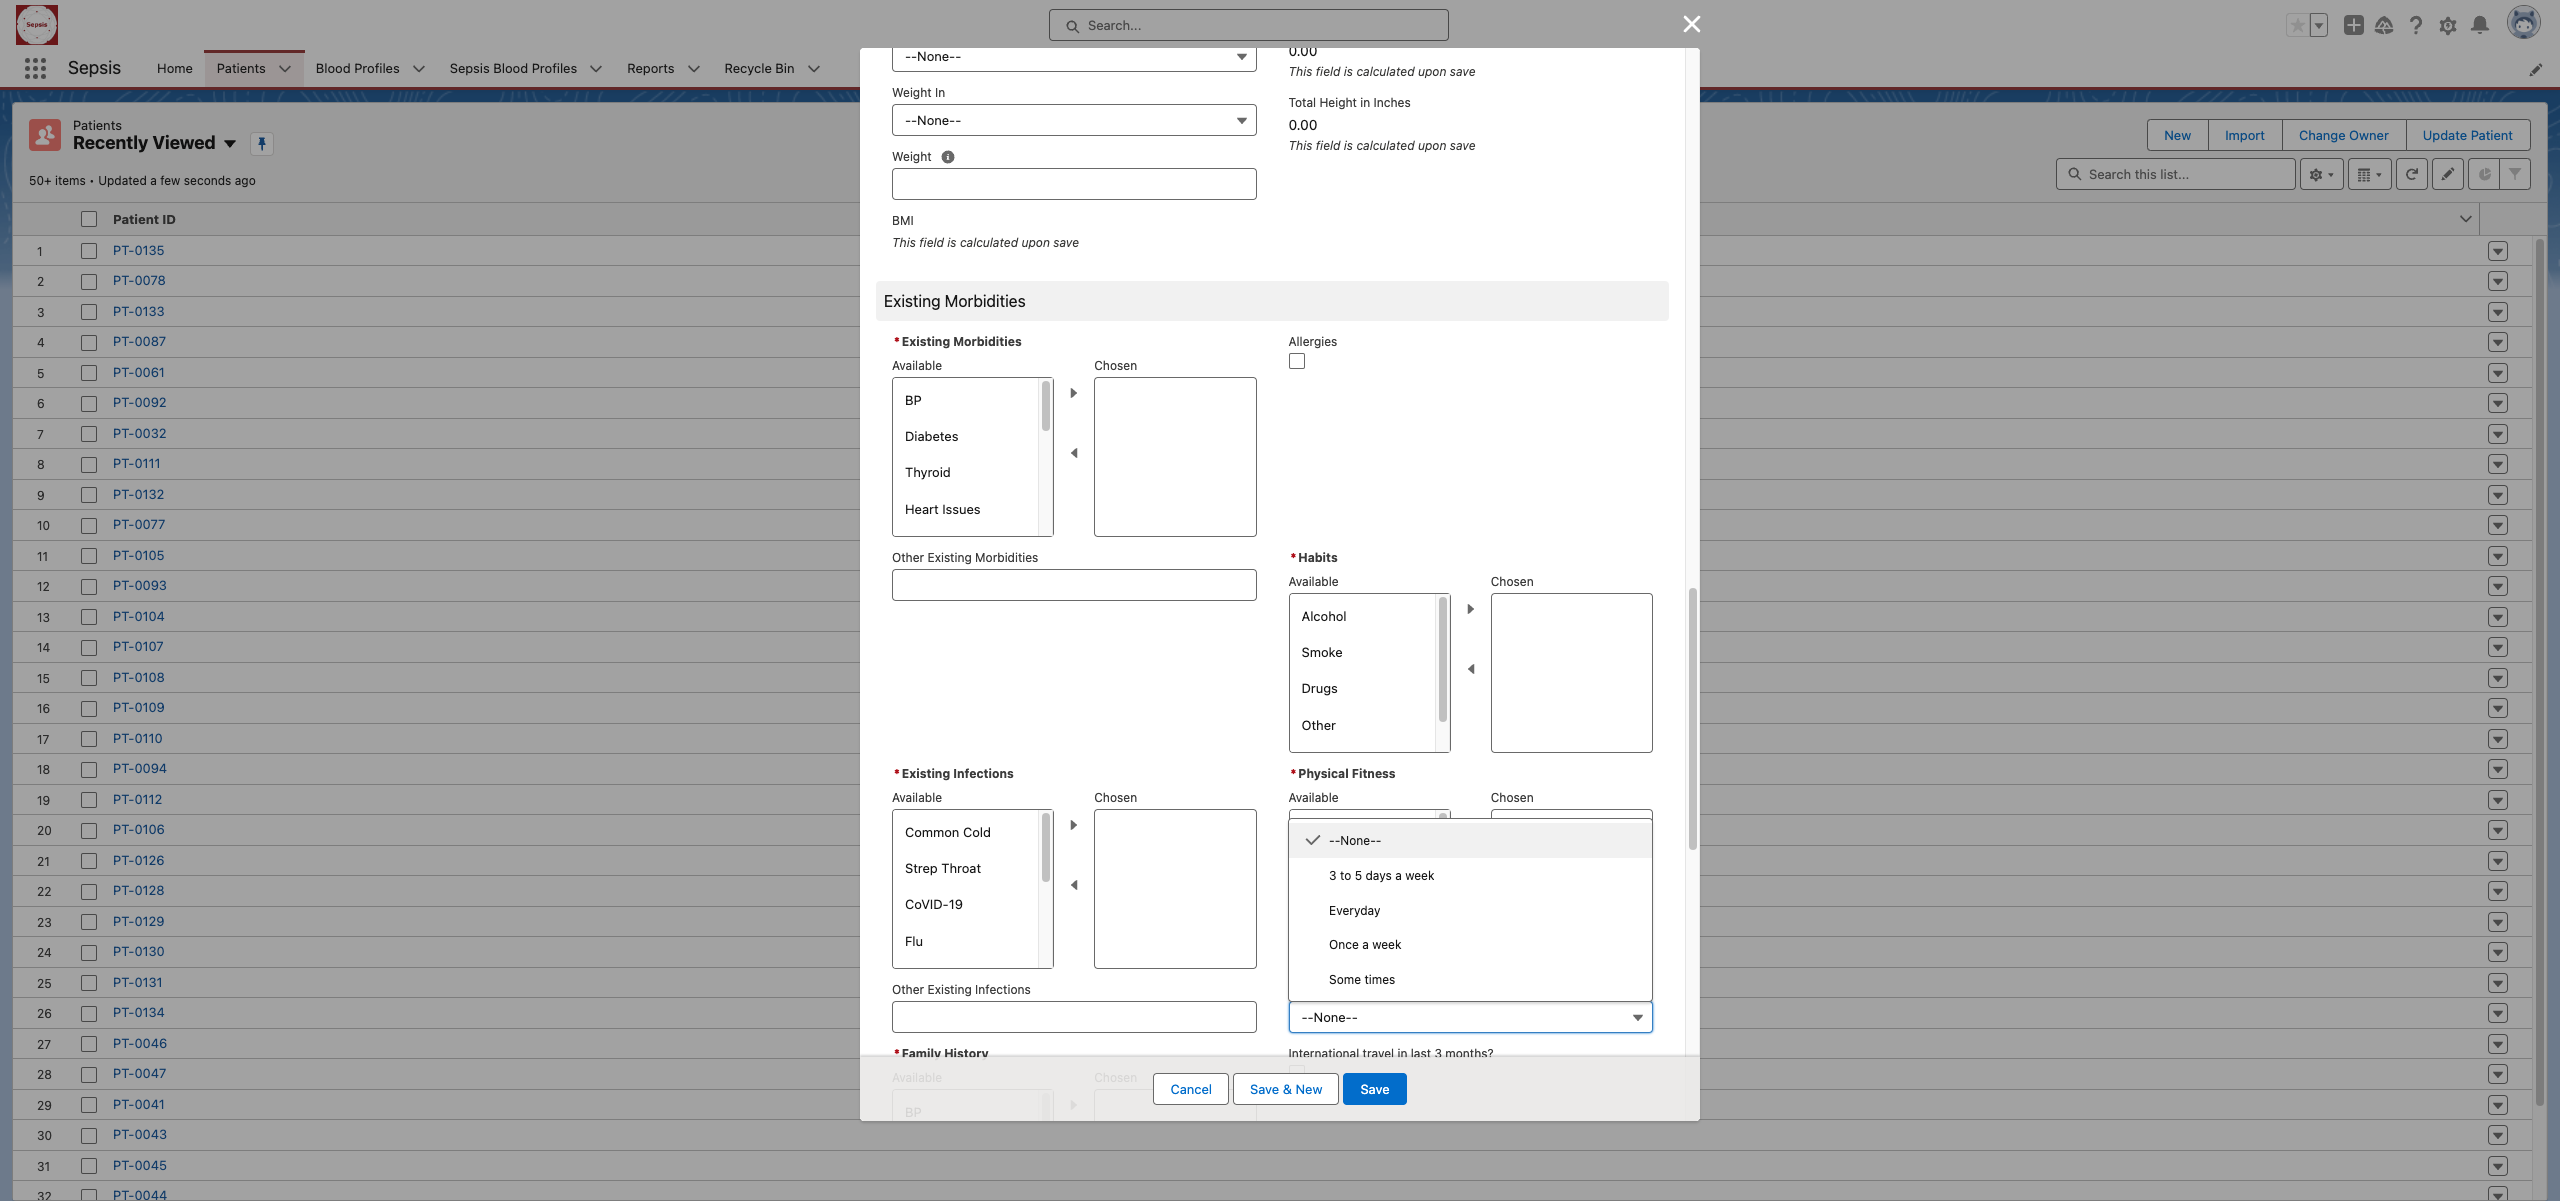 Sepsis
Search...
Sepsis
Home
Patients
Blood Profiles
Sepsis Blood Profiles
Reports
Recycle Bin
Patients
Recently Viewed
50+ items • Updated a few seconds ago
New
Import
Change Owner
Update Patient
Search this list...
Patient ID
1 PT-0135
2 PT-0078
3 PT-0133
4 PT-0087
5 PT-0061
6 PT-0092
7 PT-0032
8 PT-0111
9 PT-0132
10 PT-0077
11 PT-0105
12 PT-0093
13 PT-0104
14 PT-0107
15 PT-0108
16 PT-0109
17 PT-0110
18 PT-0094
19 PT-0112
20 PT-0106
21 PT-0126
22 PT-0128
23 PT-0129
24 PT-0130
25 PT-0131
26 PT-0134
27 PT-0046
28 PT-0047
29 PT-0041
30 PT-0043
31 PT-0045
32 PT-0044
--None--
0.00
This field is calculated upon save
Weight In
--None--
Total Height in Inches
0.00
This field is calculated upon save
Weight
BMI
This field is calculated upon save
Existing Morbidities
*Existing Morbidities
Available
Chosen
BP
Diabetes
Thyroid
Heart Issues
Allergies
Other Existing Morbidities
*Habits
Available
Chosen
Alcohol
Smoke
Drugs
Other
*Existing Infections
Available
Chosen
Common Cold
Strep Throat
CoVID-19
Flu
*Physical Fitness
Available
Chosen
--None--
3 to 5 days a week
Everyday
Once a week
Some times
--None--
Other Existing Infections
*Family History
Available
Chosen
BP
International travel in last 3 months?
Cancel
Save & New
Save